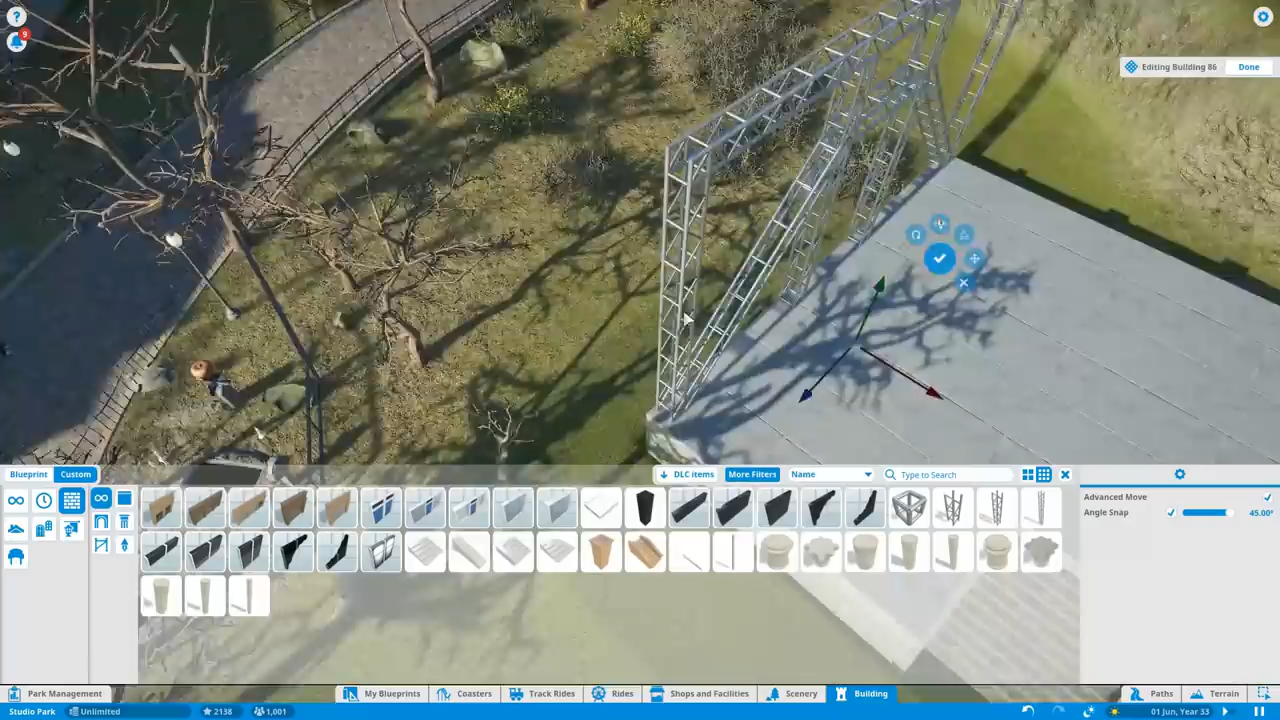 ?
9
Editing Building 86 Done
Blueprint Custom
DLC items More Filters Name Type to Search
Advanced Move
Angle Snap 45.00°
Park Management My Blueprints Coasters Track Rides Rides Shops and Facilities Scenery Building Paths Terrain
Studio Park Unlimited 2138 1,001 01 Jun, Year 33